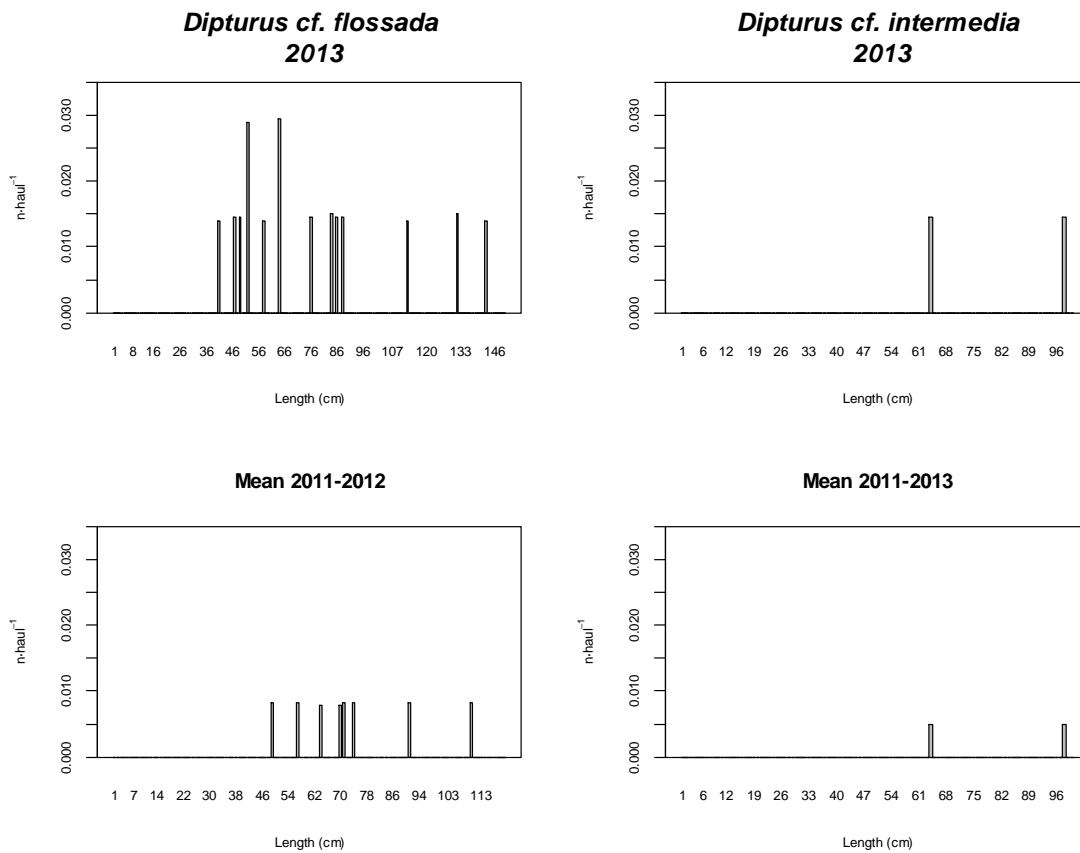 Dipturus cf. flossada
2013
n·haul⁻¹
0.030
0.020
0.010
0.000
1 8 16 26 36 46 56 66 76 86 96 107 120 133 146
Length (cm)
Dipturus cf. intermedia
2013
n·haul⁻¹
0.030
0.020
0.010
0.000
1 6 12 19 26 33 40 47 54 61 68 75 82 89 96
Length (cm)
Mean 2011-2012
n·haul⁻¹
0.030
0.020
0.010
0.000
1 7 14 22 30 38 46 54 62 70 78 86 94 103 113
Length (cm)
Mean 2011-2013
n·haul⁻¹
0.030
0.020
0.010
0.000
1 6 12 19 26 33 40 47 54 61 68 75 82 89 96
Length (cm)